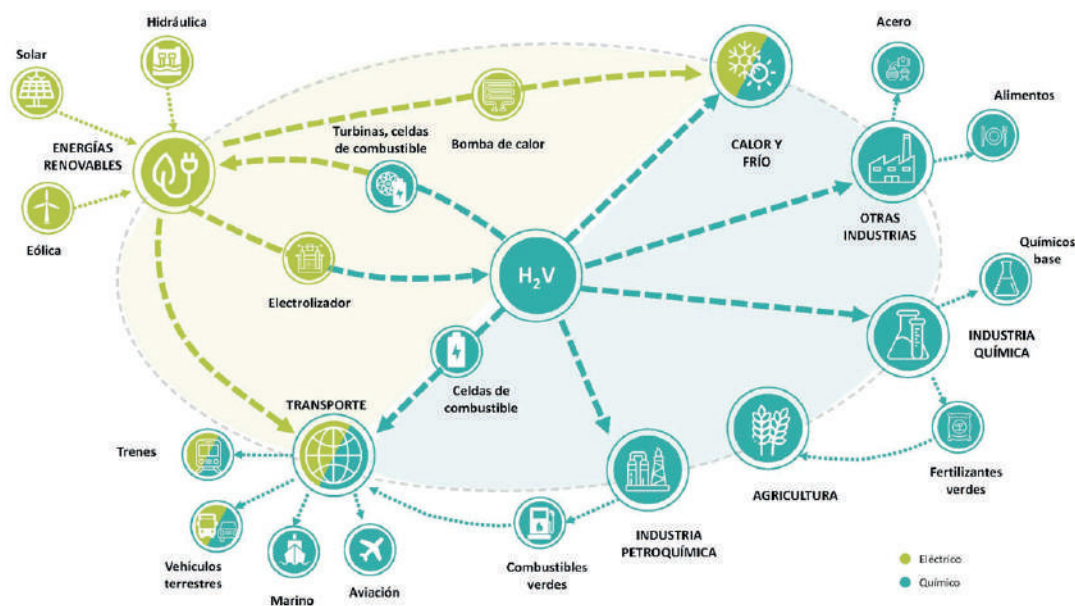 Hidráulica
Solar
ENERGÍAS
RENOVABLES
Eólica
Turbinas, celdas
de combustible
Bomba de calor
CALOR Y
FRÍO
Acero
Alimentos
OTRAS
INDUSTRIAS
Electrolizador
H₂V
Químicos
base
INDUSTRIA
QUÍMICA
Celdas de
combustible
TRANSPORTE
Trenes
Vehiculos
terrestres
Marino
Aviación
Combustibles
verdes
INDUSTRIA
PETROQUÍMICA
AGRICULTURA
Fertilizantes
verdes
Eléctrico
Químico